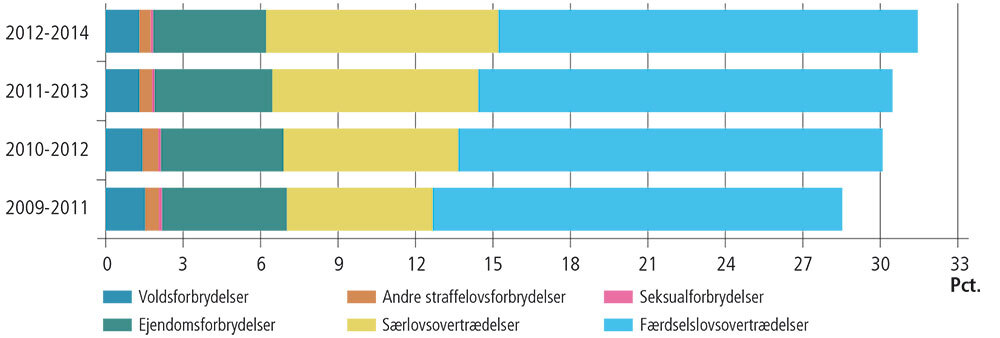 2012-2014
2011-2013
2010-2012
2009-2011
0 3 6 9 12 15 18 21 24 27 30 33
Pct.
Voldsforbrydelser Andre straffelovsforbrydelser Seksualforbrydelser
Ejendomsforbrydelser Særlovsovertrædelser Færdselslovsovertrædelser